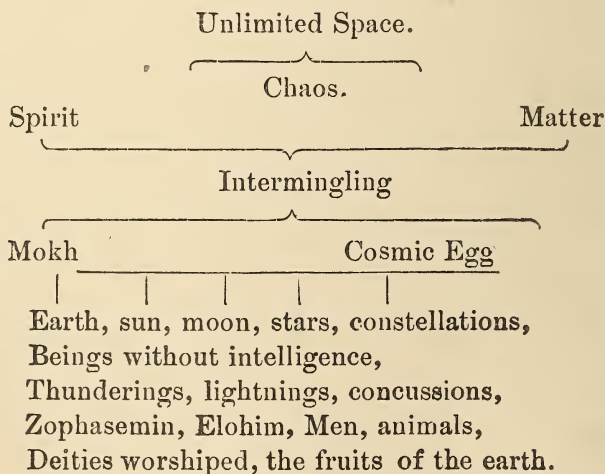 Unlimited Space.
Chaos.
Spirit Matter
Intermingling
Mokh Cosmic Egg
Earth, sun, moon, stars, constellations,
Beings without intelligence,
Thunderings, lightnings, concussions,
Zophasemin, Elohim, Men, animals,
Deities worshiped, the fruits of the earth.